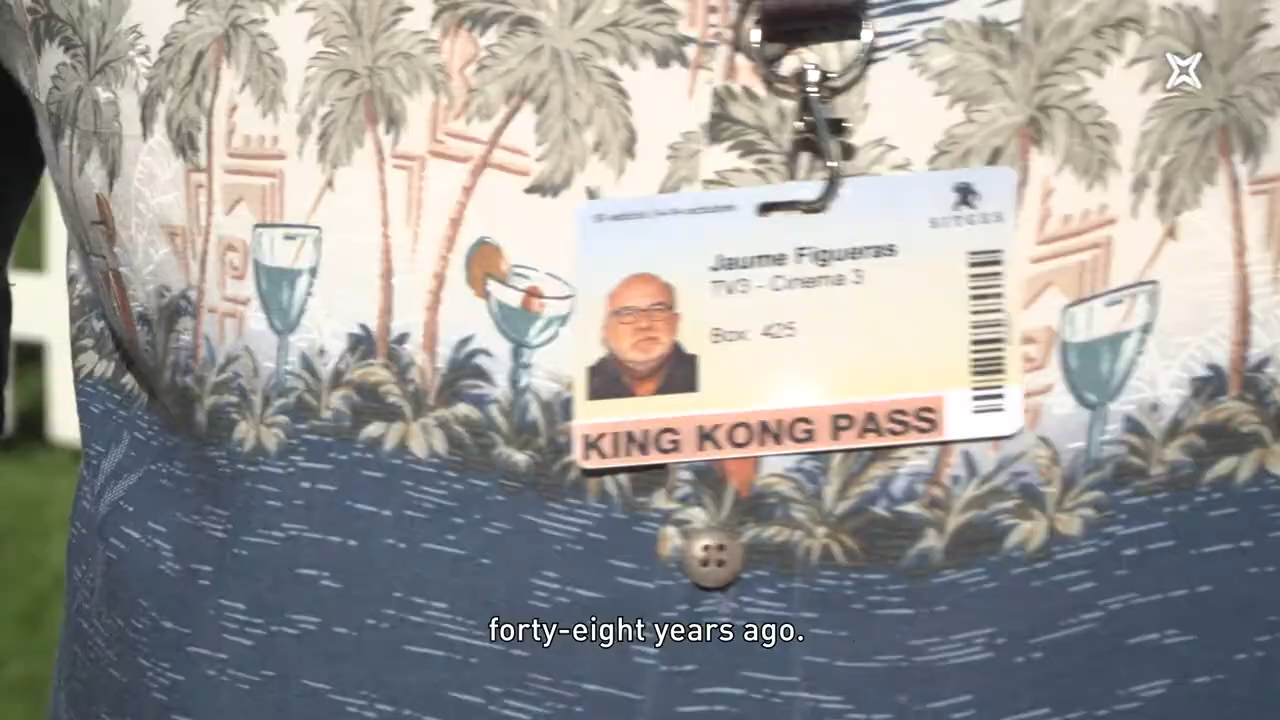 SITGES
Jaume Figueras
TV3 - Cinema 3
Box: 425
KING KONG PASS
forty-eight years ago.